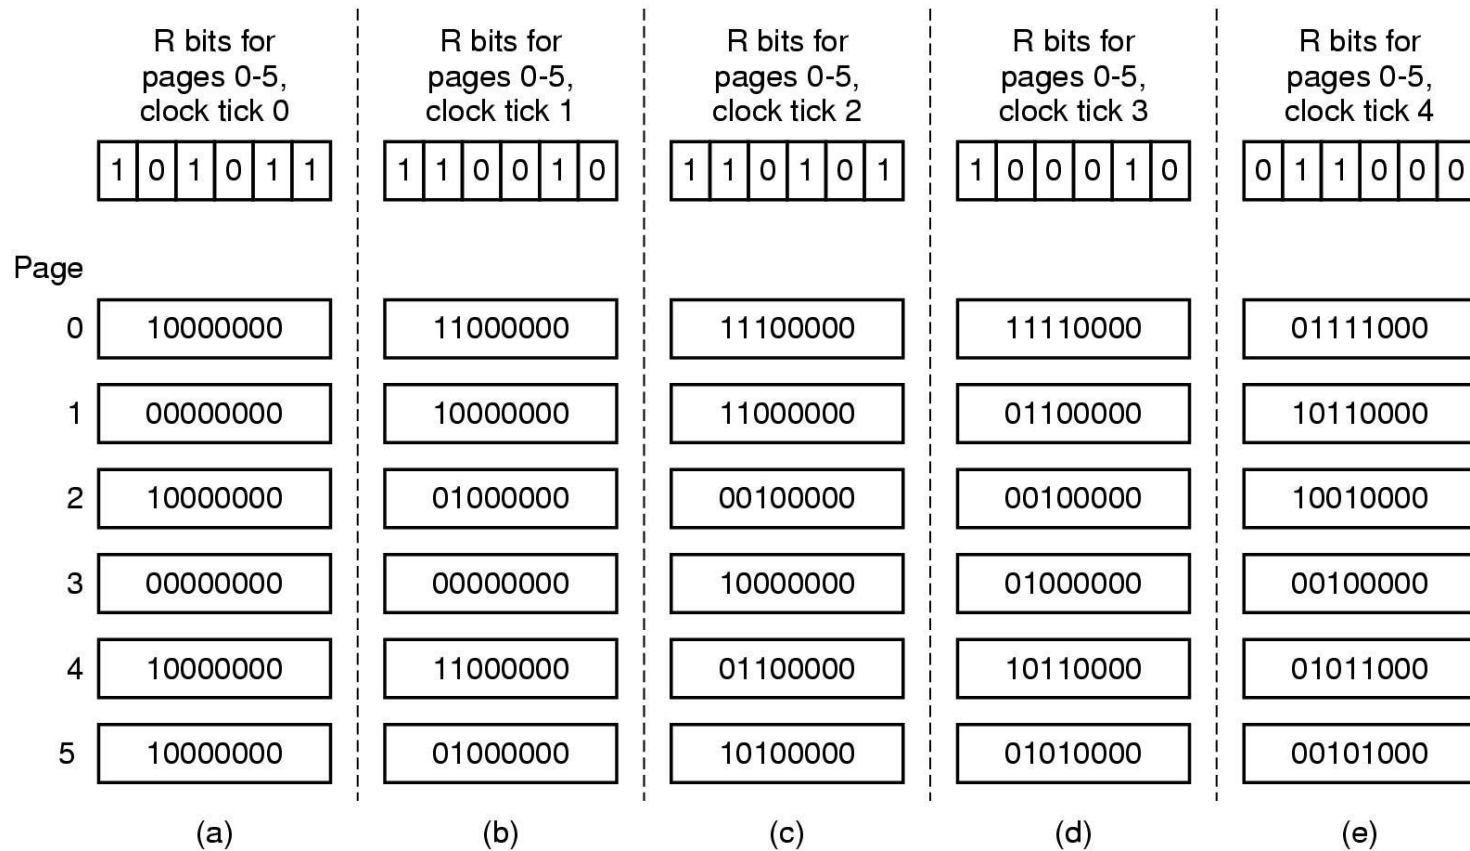 R bits for pages 0-5, clock tick 0
R bits for pages 0-5, clock tick 1
R bits for pages 0-5, clock tick 2
R bits for pages 0-5, clock tick 3
R bits for pages 0-5, clock tick 4
1 0 1 0 1 1
1 1 0 0 1 0
1 1 0 1 0 1
1 0 0 0 1 0
0 1 1 0 0 0
Page
0 10000000 11000000 11100000 11110000 01111000
1 00000000 10000000 11000000 01100000 10110000
2 10000000 01000000 00100000 00100000 10010000
3 00000000 00000000 10000000 01000000 00100000
4 10000000 11000000 01100000 10110000 01011000
5 10000000 01000000 10100000 01010000 00101000
(a) (b) (c) (d) (e)